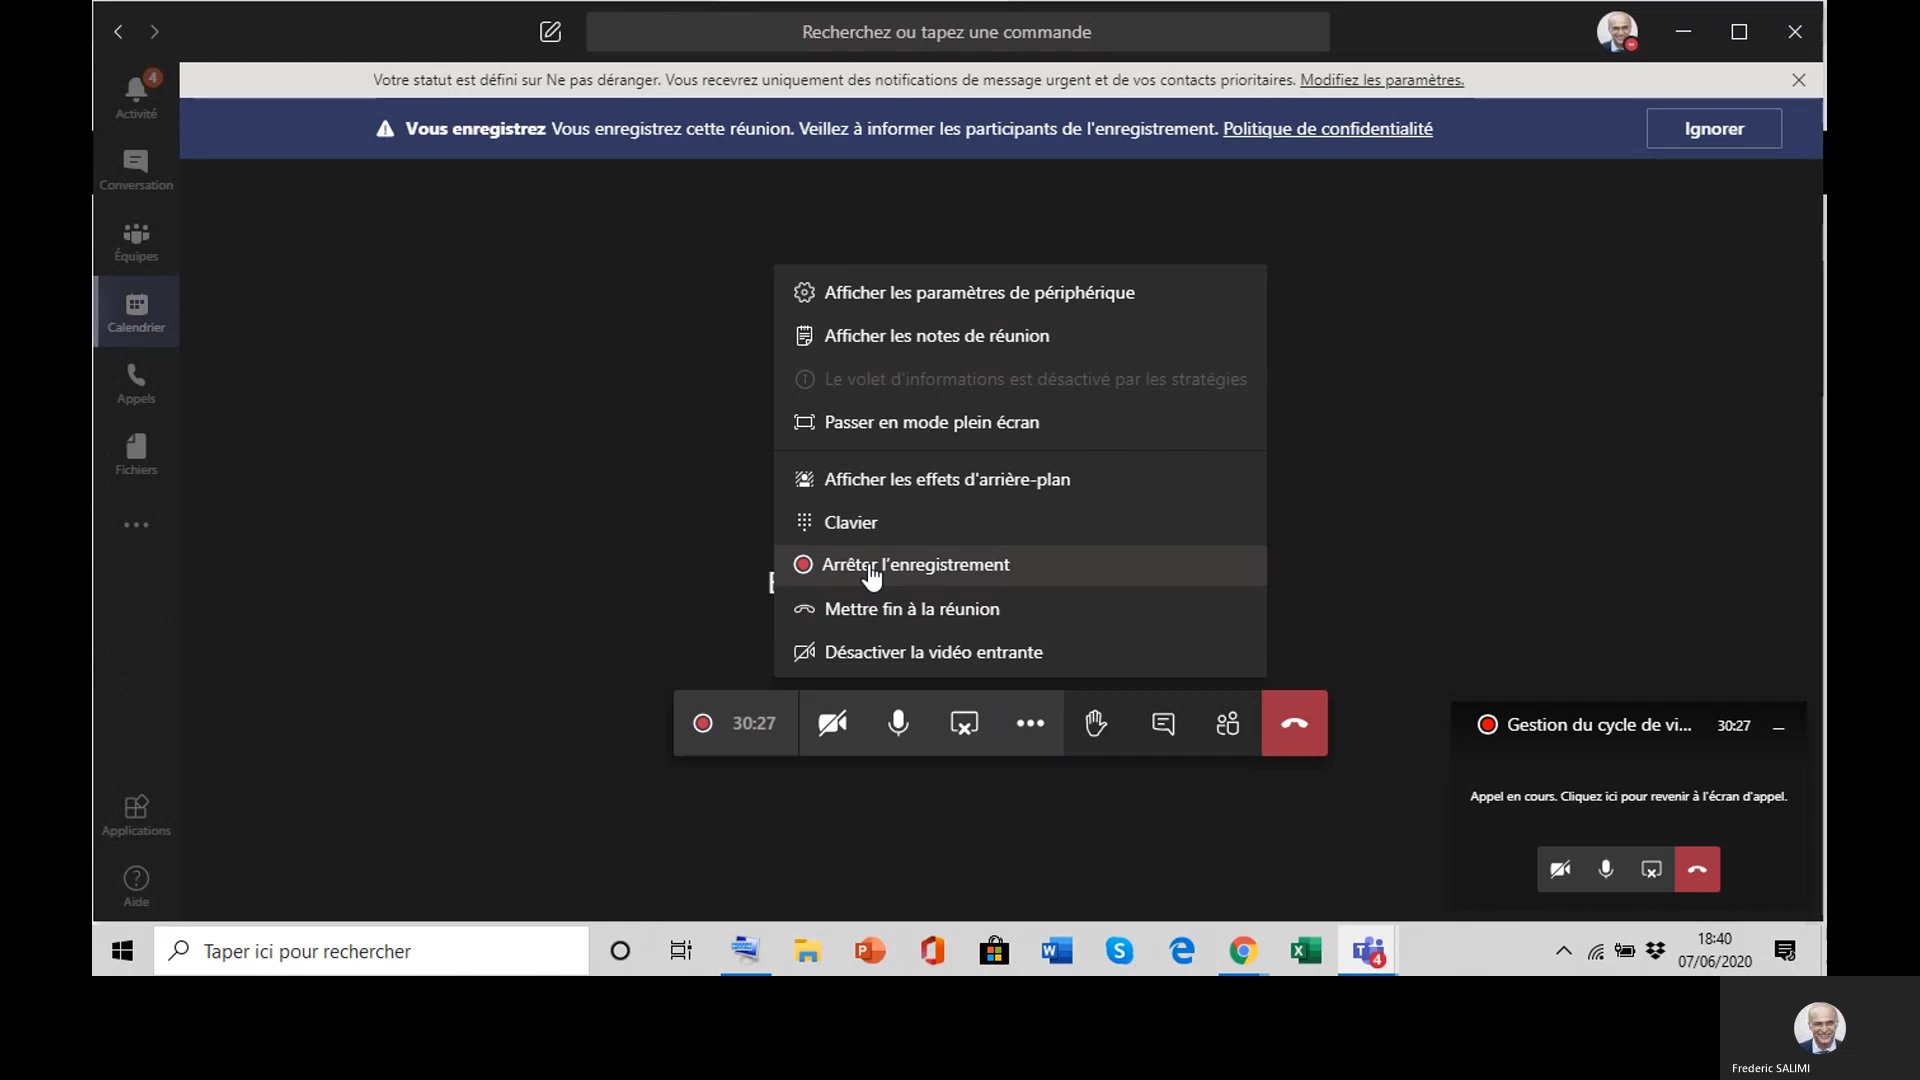 Recherchez ou tapez une commande
4
Activité
Votre statut est défini sur Ne pas déranger. Vous recevrez uniquement des notifications de message urgent et de vos contacts prioritaires. Modifiez les paramètres.
Vous enregistrez Vous enregistrez cette réunion. Veillez à informer les participants de l'enregistrement. Politique de confidentialité
Ignorer
Conversation
Équipes
Calendrier
Appels
Fichiers
Afficher les paramètres de périphérique
Afficher les notes de réunion
Le volet d'informations est désactivé par les stratégies
Passer en mode plein écran
Afficher les effets d'arrière-plan
Clavier
Arrêter l'enregistrement
Mettre fin à la réunion
Désactiver la vidéo entrante
30:27
Gestion du cycle de vi... 30:27
Appel en cours. Cliquez ici pour revenir à l'écran d'appel.
Applications
Aide
Taper ici pour rechercher
4
18:40
07/06/2020
Frederic SALIMI